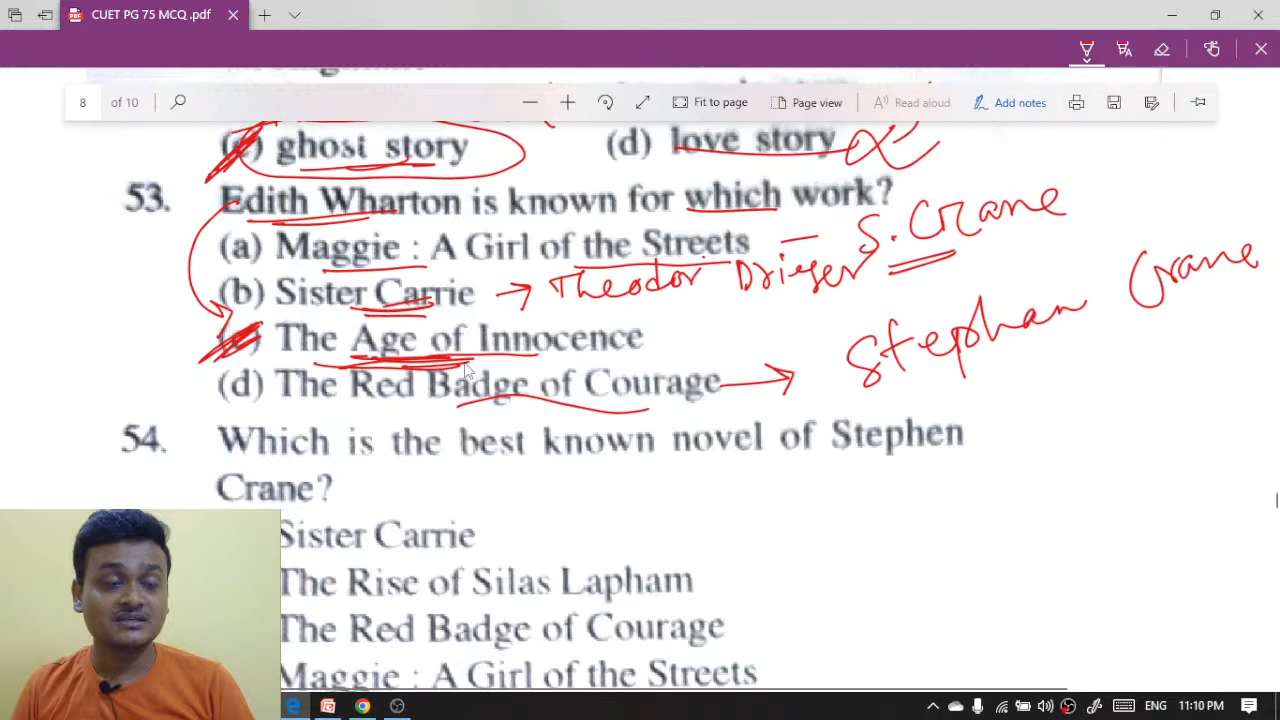 CUET PG 75 MCQ .pdf
8 of 10 Fit to page Page view Read aloud Add notes
(c) ghost story (d) love story
53. Edith Wharton is known for which work?
(a) Maggie : A Girl of the Streets – S. Crane
(b) Sister Carrie → Theodor Drieser
The Age of Innocence
(d) The Red Badge of Courage → Stephan Crane
54. Which is the best known novel of Stephen
Crane?
Sister Carrie
The Rise of Silas Lapham
The Red Badge of Courage
Maggie : A Girl of the Streets
ENG 11:10 PM